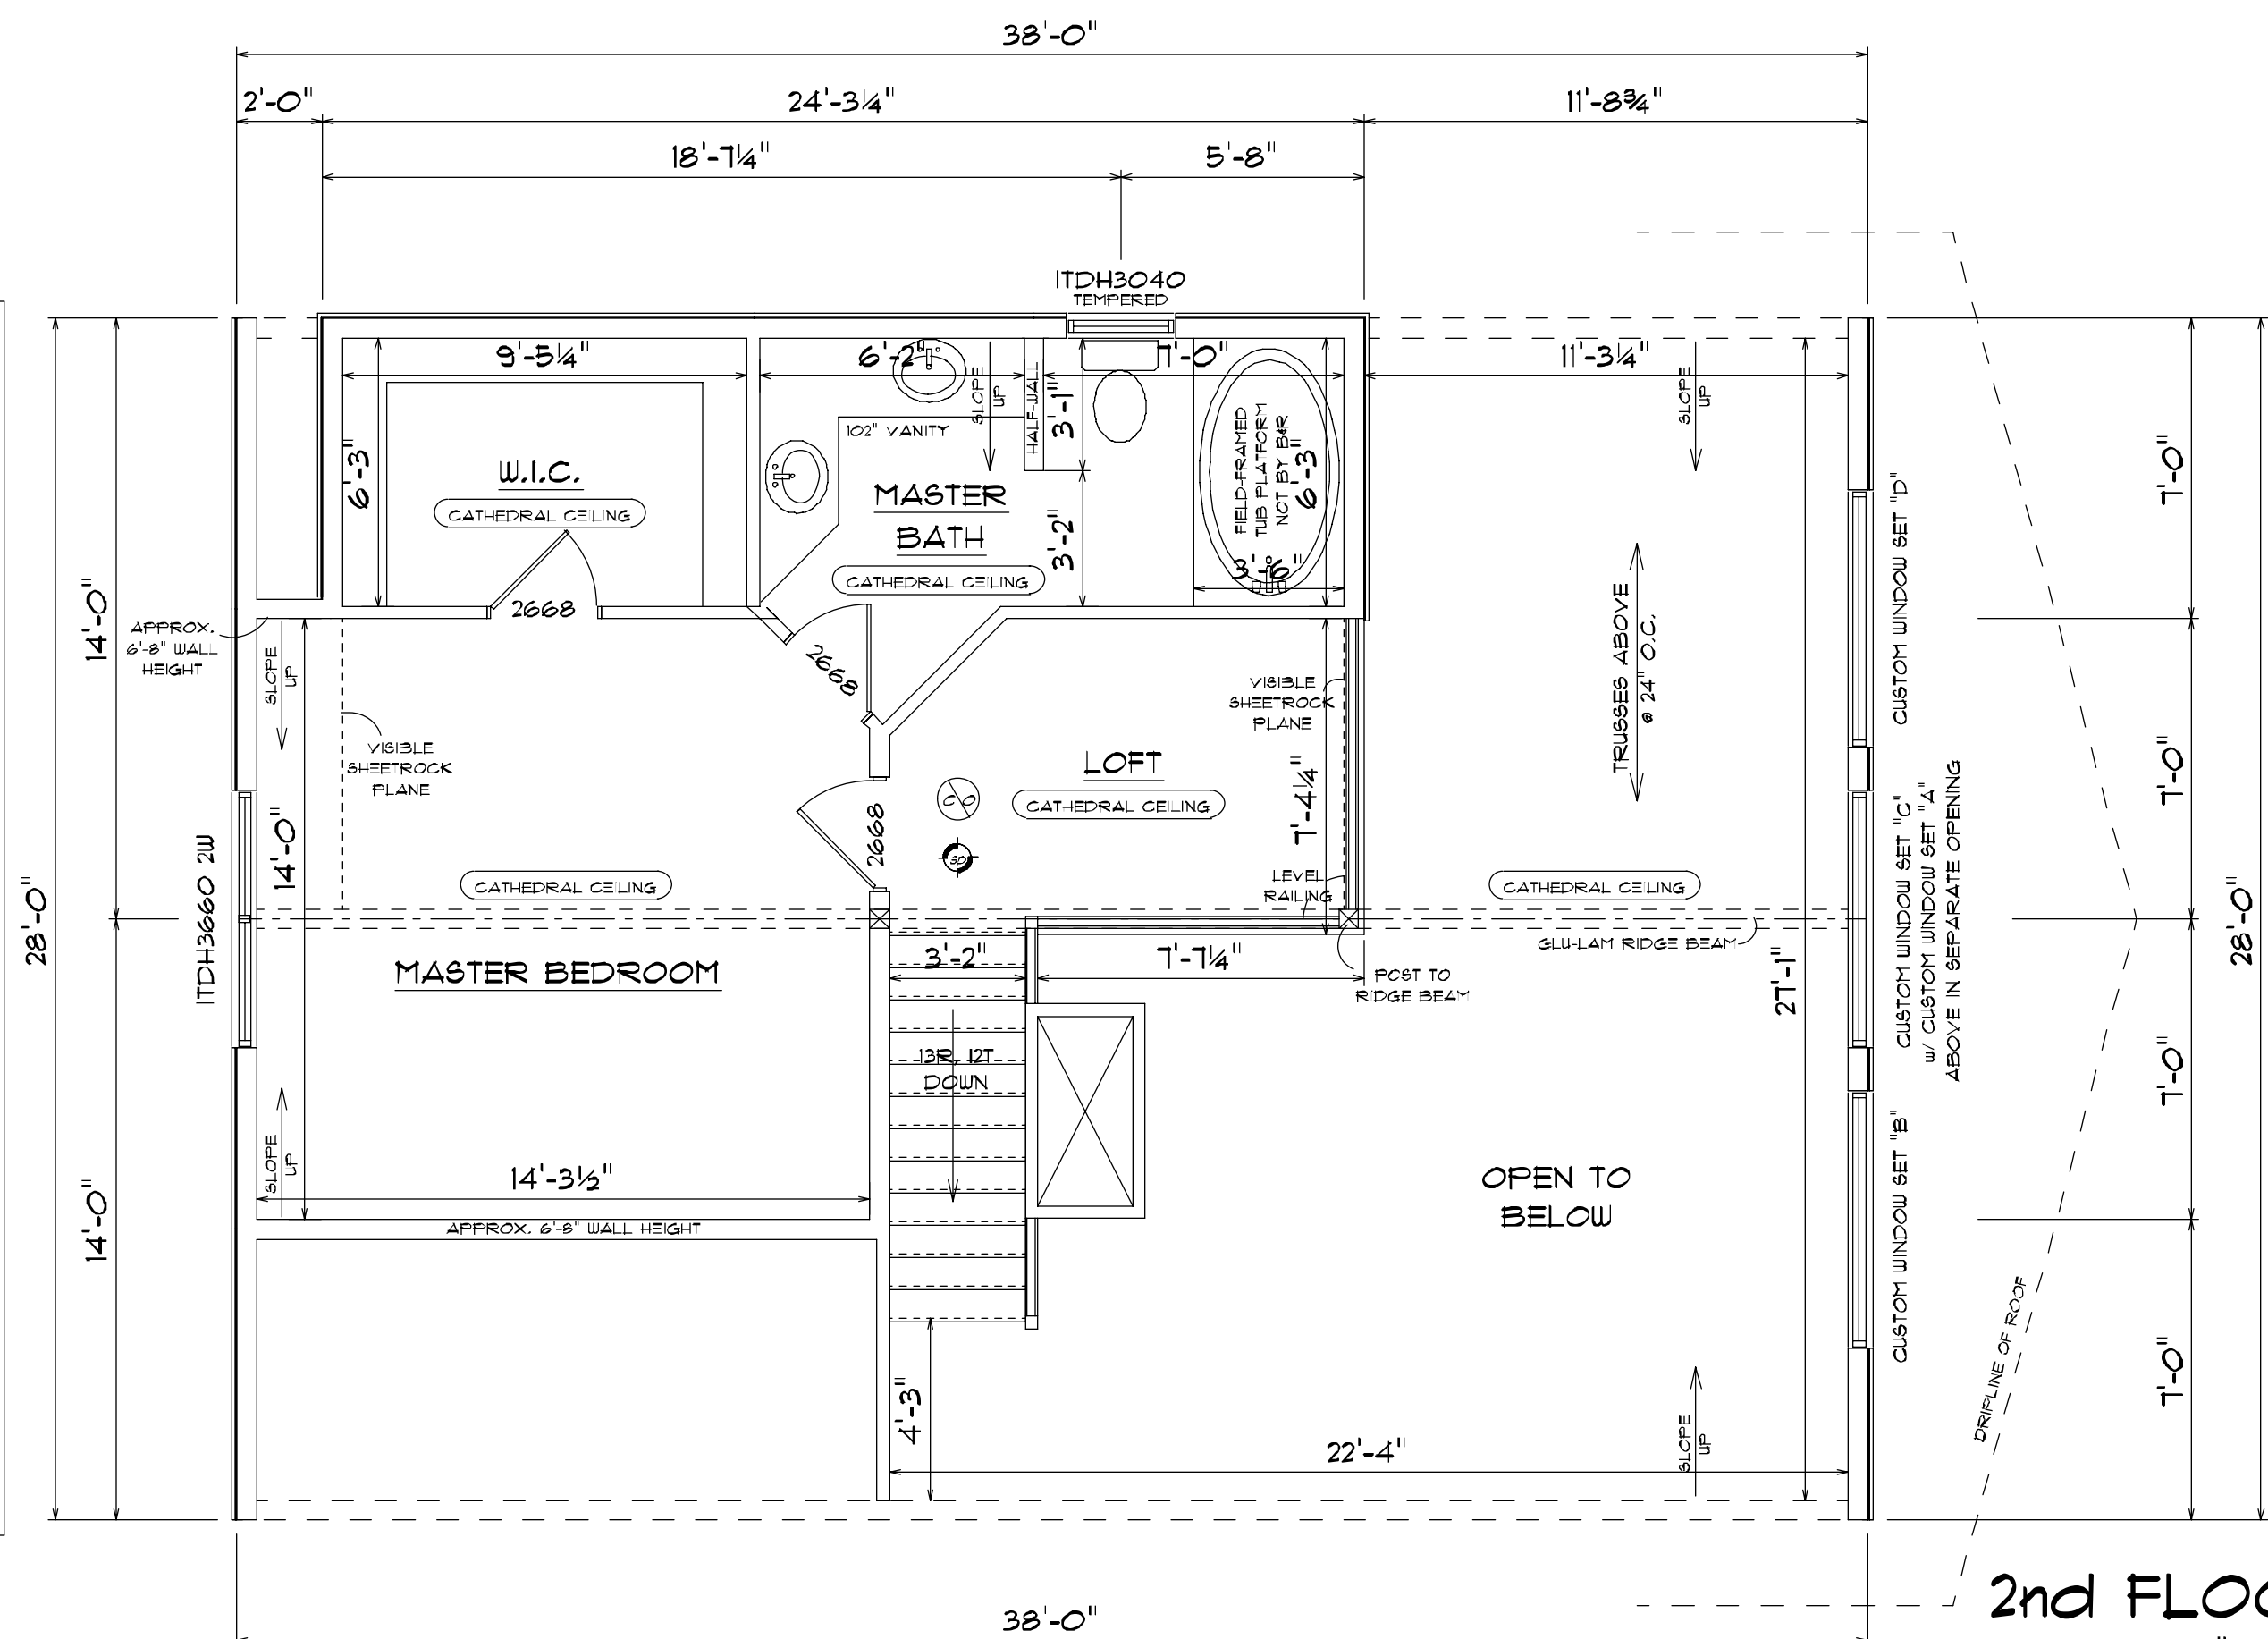 38'-0"
2'-0"
24'-3¼"
11'-8¾"
18'-7¼"
5'-8"
ITDH3040
TEMPERED
9'-5¼"
6'-2"
7'-0"
11'-3¼"
SLOPE
UP
HALF-WALL
3'-1"
SLOPE
UP
102" VANITY
6'-3"
W.I.C.
CATHEDRAL CEILING
MASTER
BATH
CATHEDRAL CEILING
3'-2"
FIELD-FRAMED
TUB PLATFORM
NOT BY B&R
6'-3"
3'-6"
7'-0"
CUSTOM WINDOW SET "D"
14'-0"
2668
APPROX.
6'-8" WALL
HEIGHT
SLOPE
UP
2668
VISIBLE
SHEETROCK
PLANE
VISIBLE
SHEETROCK
PLANE
TRUSSES ABOVE
@ 24" O.C.
LOFT
CATHEDRAL CEILING
C/O
SD
2668
7'-4¼"
7'-0"
14'-0"
ITDH3660 2W
CATHEDRAL CEILING
LEVEL
RAILING
CATHEDRAL CEILING
CUSTOM WINDOW SET "C"
W/ CUSTOM WINDOW SET "A"
ABOVE IN SEPARATE OPENING
28'-0"
28'-0"
GLU-LAM RIDGE BEAM
MASTER BEDROOM
3'-2"
7'-7¼"
POST TO
RIDGE BEAM
27'-1"
13R, 12T
DOWN
7'-0"
SLOPE
UP
14'-3½"
APPROX. 6'-8" WALL HEIGHT
14'-0"
OPEN TO
BELOW
CUSTOM WINDOW SET "B"
DRIPLINE OF ROOF
7'-0"
4'-3"
22'-4"
SLOPE
UP
2nd FLOO
38'-0"